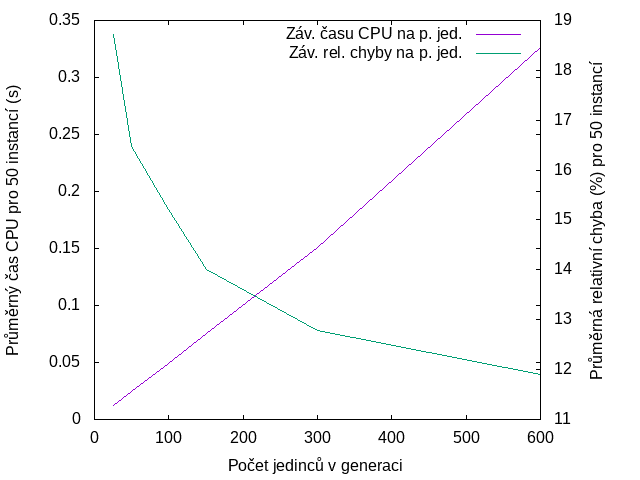 Záv. času CPU na p. jed.
Záv. rel. chyby na p. jed.
Průměrný čas CPU pro 50 instancí (s)
0.35
0.3
0.25
0.2
0.15
0.1
0.05
0
19
18
17
16
15
14
13
12
11
Průměrná relativní chyba (%) pro 50 instancí
0 100 200 300 400 500 600
Počet jedinců v generaci